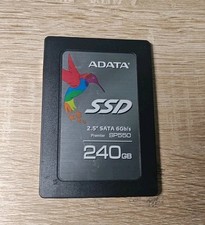 ADATA
SSD
2.5" SATA 6Gb/s
Premier SP550
240GB